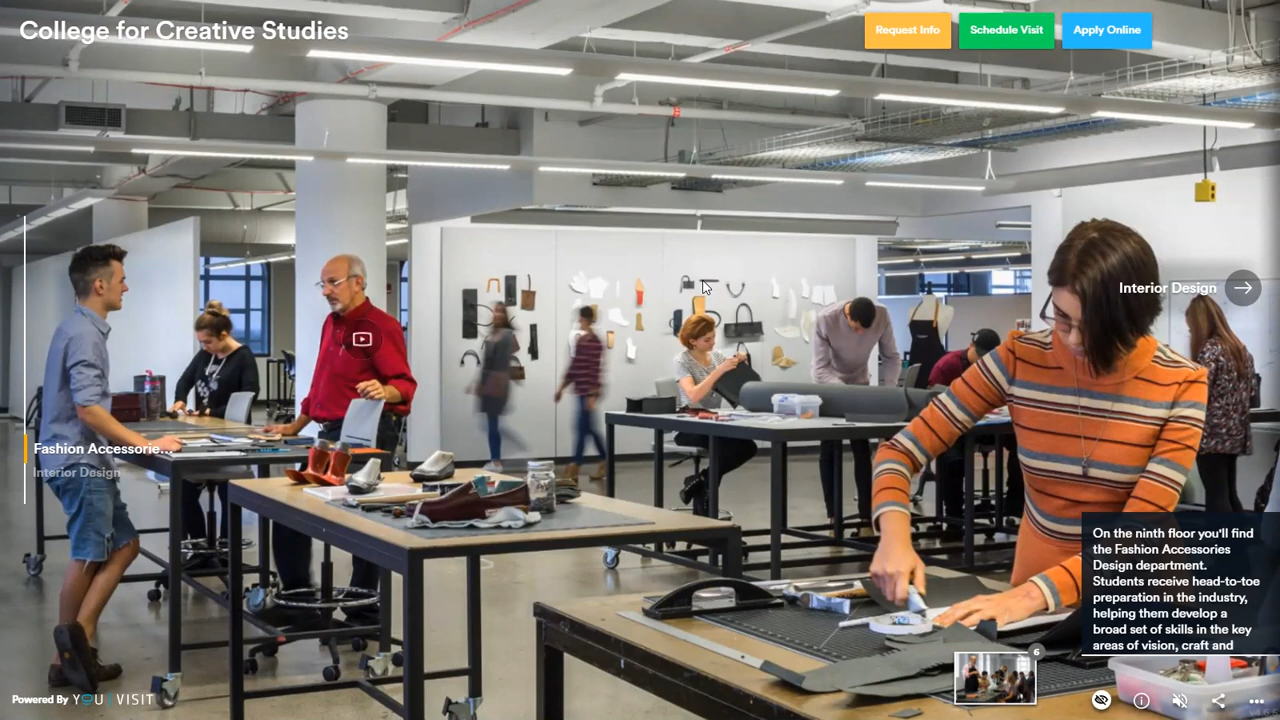 College for Creative Studies
Request Info
Schedule Visit
Apply Online
Interior Design
Fashion Accessorie...
Interior Design
On the ninth floor you'll find
the Fashion Accessories
Design department.
Students receive head-to-toe
preparation in the industry,
helping them develop a
broad set of skills in the key
areas of vision, craft and
6
Powered By YOUVISIT